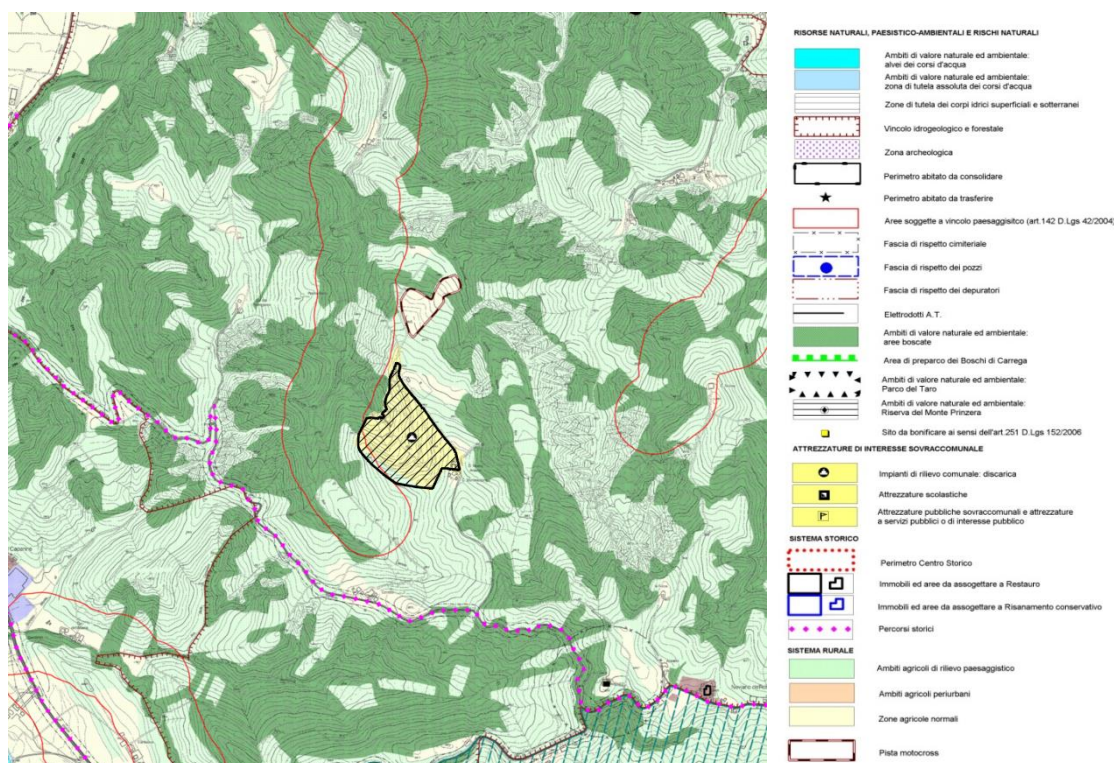 RISORSE NATURALI, PAESISTICO-AMBIENTALI E RISCHI NATURALI
Ambiti di valore naturale ed ambientale:
alvei dei corsi d'acqua
Ambiti di valore naturale ed ambientale:
zona di tutela assoluta dei corsi d'acqua
Zone di tutela dei corpi idrici superficiali e sotterranei
Vincolo idrogeologico e forestale
Zona archeologica
Perimetro abitato da consolidare
Perimetro abitato da trasferire
Aree soggette a vincolo paesaggisitco (art.142 D.Lgs 42/2004)
Fascia di rispetto cimiteriale
Fascia di rispetto dei pozzi
Fascia di rispetto dei depuratori
Elettrodotti A.T.
Ambiti di valore naturale ed ambientale:
aree boscate
Area di preparco dei Boschi di Carrega
Ambiti di valore naturale ed ambientale:
Parco del Taro
Ambiti di valore naturale ed ambientale:
Riserva del Monte Prinzera
Sito da bonificare ai sensi dell'art.251 D.Lgs 152/2006
ATTREZZATURE DI INTERESSE SOVRACCOMUNALE
Impianti di rilievo comunale: discarica
Attrezzature scolastiche
Attrezzature pubbliche sovraccomunali e attrezzature
a servizi pubblici o di interesse pubblico
SISTEMA STORICO
Perimetro Centro Storico
Immobili ed aree da assogettare a Restauro
Immobili ed aree da assogettare a Risanamento conservativo
Percorsi storici
SISTEMA RURALE
Ambiti agricoli di rilievo paesaggistico
Ambiti agricoli periurbani
Zone agricole normali
Pista motocross